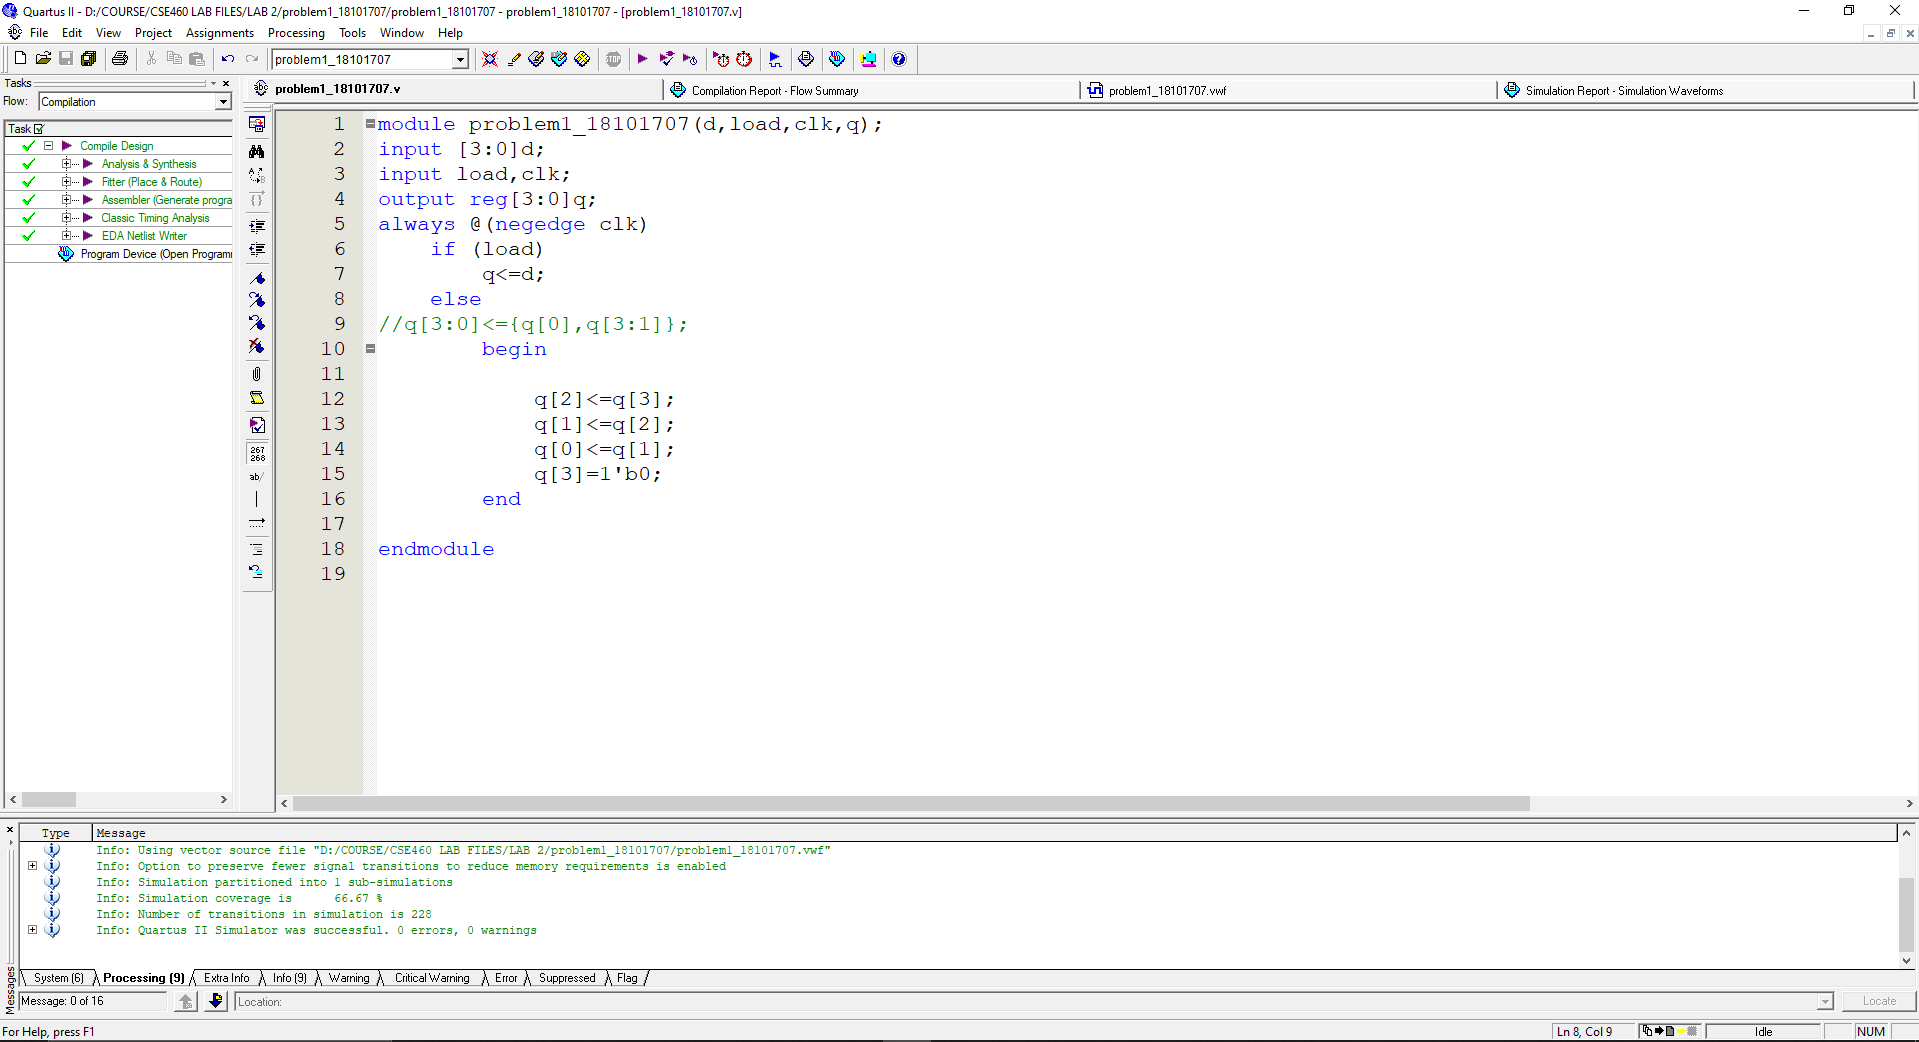 Quartus II - D:/COURSE/CSE460 LAB FILES/LAB 2/problem1_18101707/problem1_18101707 - problem1_18101707 - [problem1_18101707.v]
File Edit View Project Assignments Processing Tools Window Help
problem1_18101707
STOP
Tasks
Flow: Compilation
Task
Compile Design
Analysis & Synthesis
Fitter (Place & Route)
Assembler (Generate progra
Classic Timing Analysis
EDA Netlist Writer
Program Device (Open Program
problem1_18101707.v
Compilation Report - Flow Summary
problem1_18101707.vwf
Simulation Report - Simulation Waveforms
267
268
ab/
1 module problem1_18101707(d,load,clk,q);
2 input [3:0]d;
3 input load,clk;
4 output reg[3:0]q;
5 always @(negedge clk)
6 if (load)
7 q<=d;
8 else
9 //q[3:0]<={q[0],q[3:1]};
10 begin
11
12 q[2]<=q[3];
13 q[1]<=q[2];
14 q[0]<=q[1];
15 q[3]=1'b0;
16 end
17
18 endmodule
19
Type Message
Info: Using vector source file "D:/COURSE/CSE460 LAB FILES/LAB 2/problem1_18101707/problem1_18101707.vwf"
Info: Option to preserve fewer signal transitions to reduce memory requirements is enabled
Info: Simulation partitioned into 1 sub-simulations
Info: Simulation coverage is 66.67 %
Info: Number of transitions in simulation is 228
Info: Quartus II Simulator was successful. 0 errors, 0 warnings
System (6) Processing (9) Extra Info Info (9) Warning Critical Warning Error Suppressed Flag
Messages
Message: 0 of 16
Location:
Locate
For Help, press F1
Ln 8, Col 9
Idle
NUM